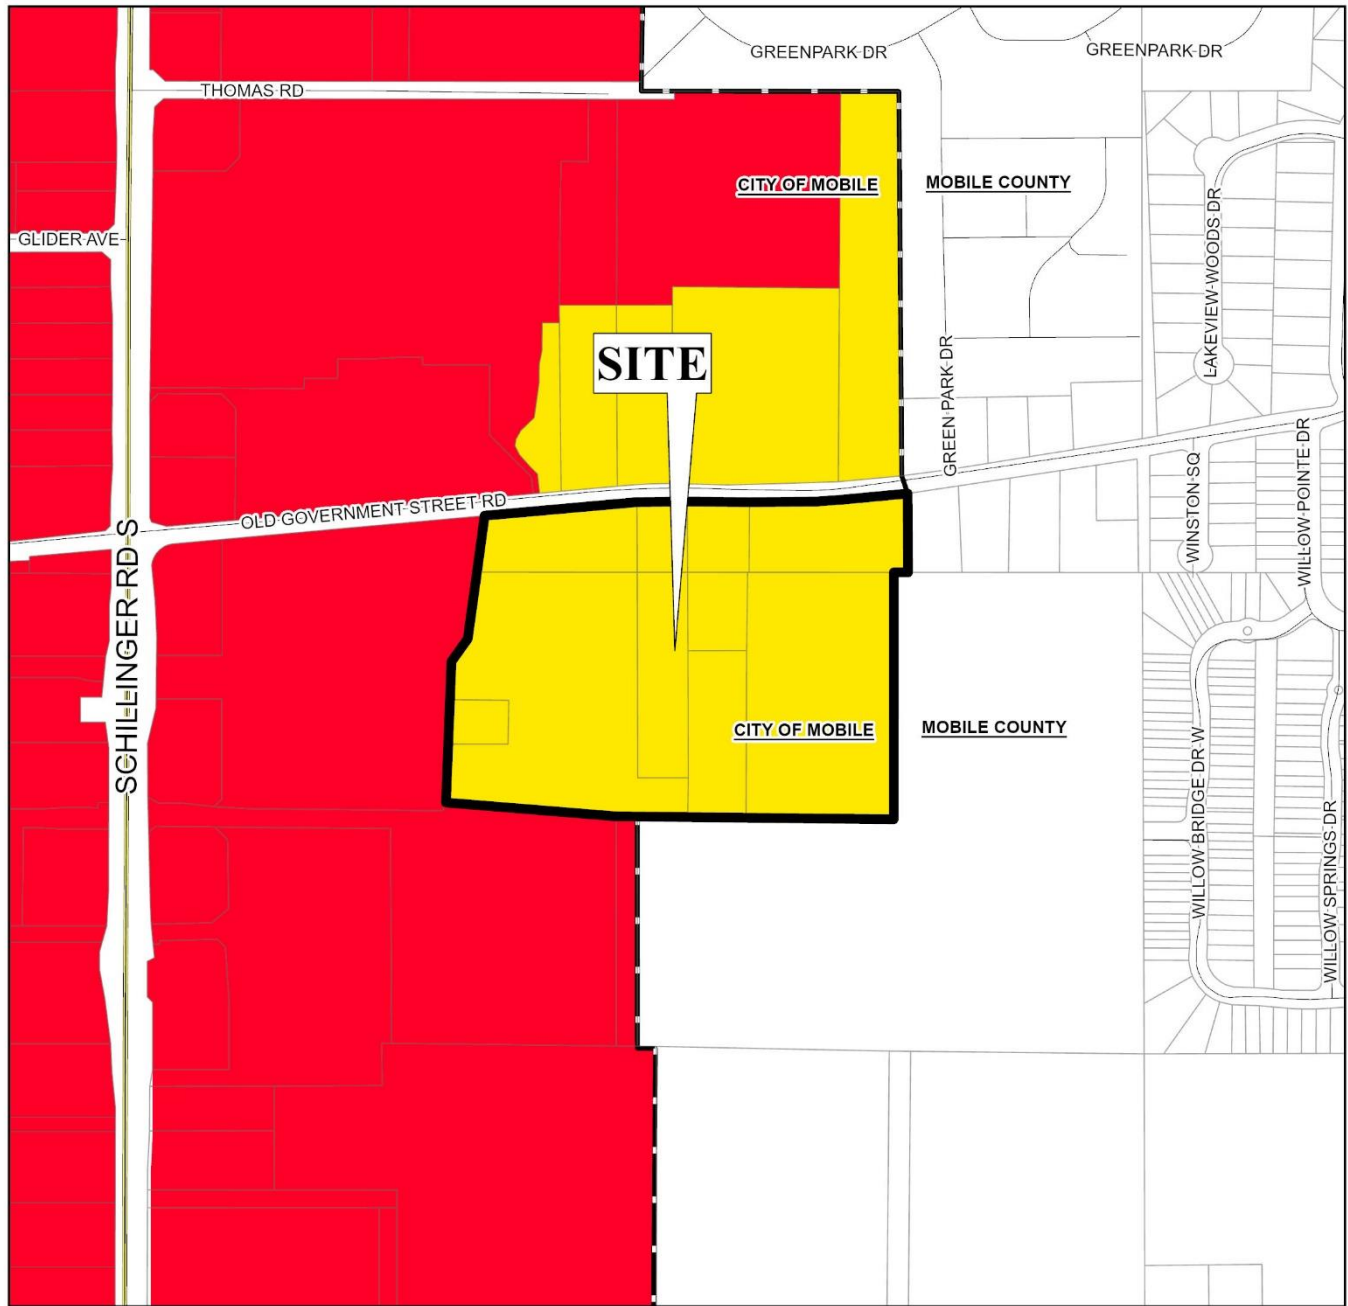 GREENPARK DR
GREENPARK DR
THOMAS RD
CITY OF MOBILE
MOBILE COUNTY
GLIDER AVE
LAKEVIEW WOODS DR
SITE
GREEN PARK DR
OLD GOVERNMENT STREET RD
WINSTON SQ
WILLOW POINTE DR
SCHILLINGER RD S
CITY OF MOBILE
MOBILE COUNTY
WILLOW BRIDGE DR W
WILLOW SPRINGS DR